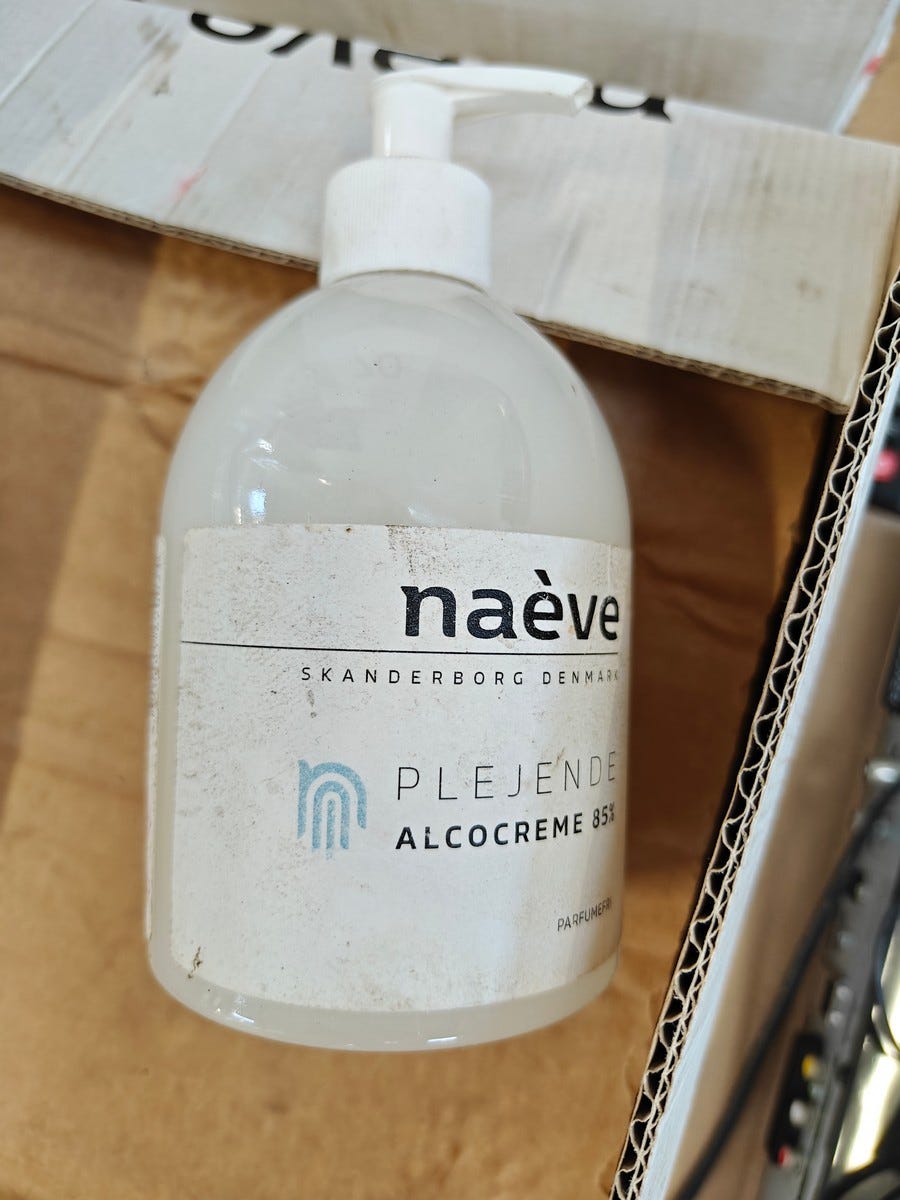 naève
SKANDERBORG DENMARK
PLEJENDE
ALCOCREME 85%
PARFUMEFRI